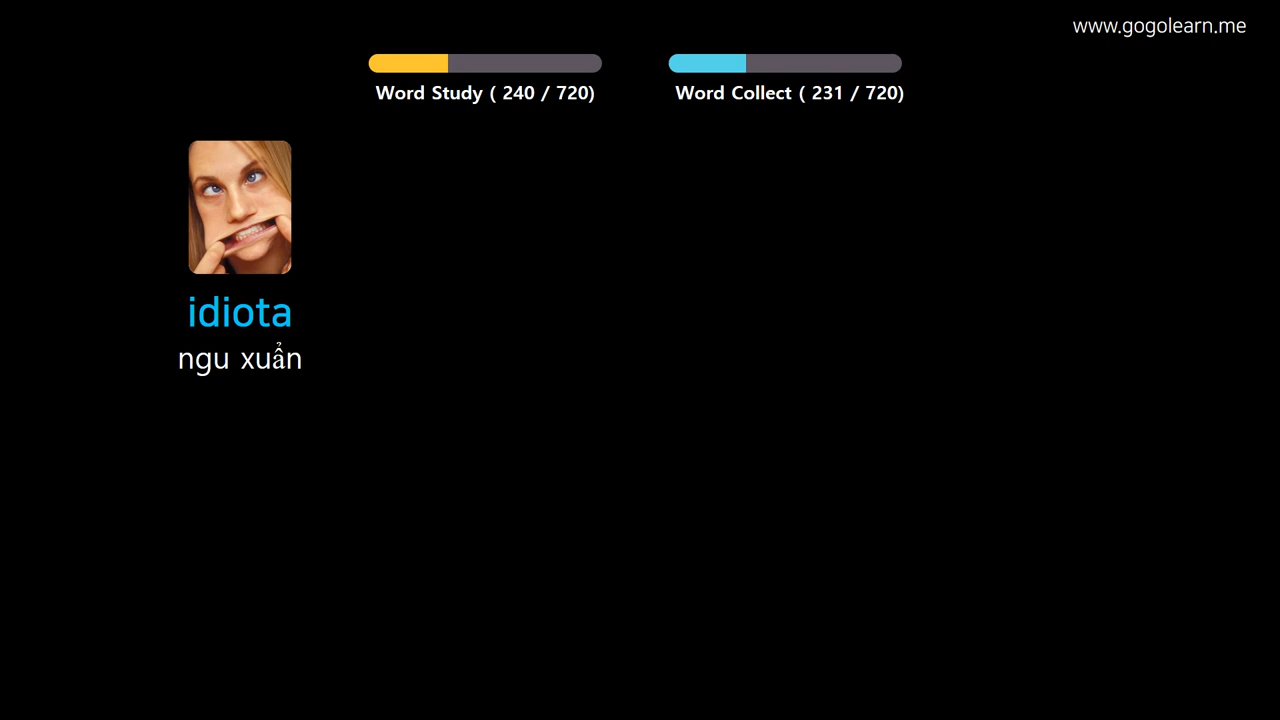 www.gogolearn.me
Word Study ( 240 / 720)
Word Collect ( 231 / 720)
idiota
ngu xuẩn